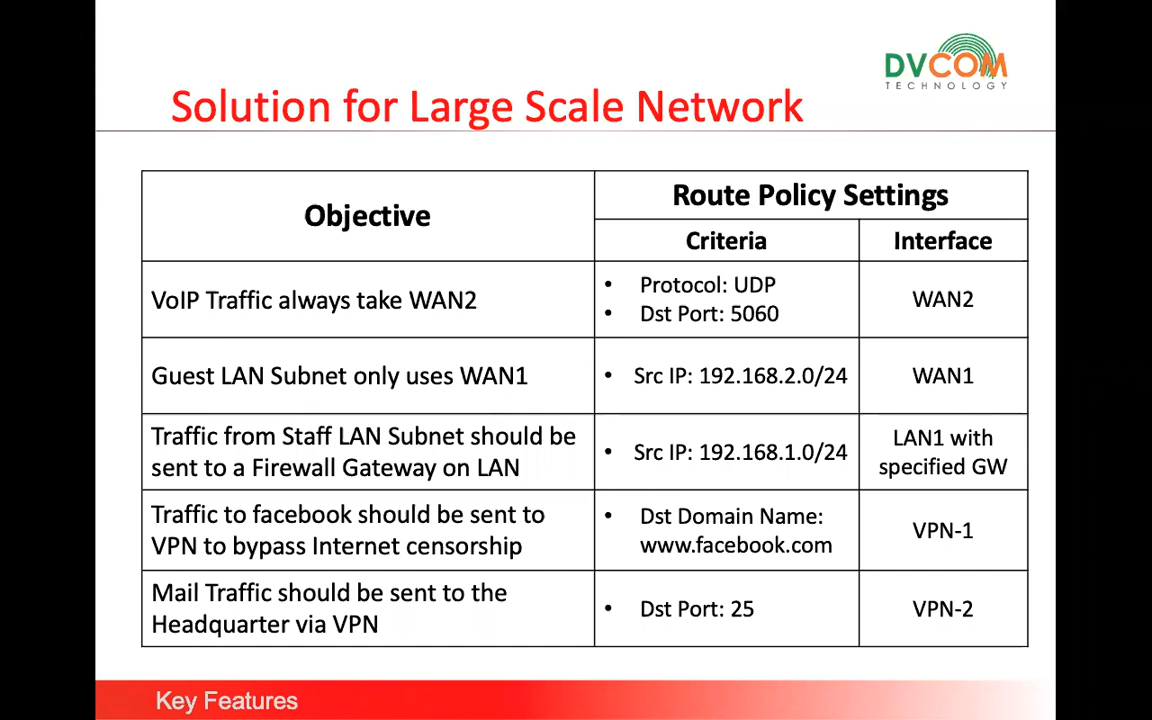 DVCOM
TECHNOLOGY
Solution for Large Scale Network
Objective
Route Policy Settings
Criteria
Interface
VoIP Traffic always take WAN2
• Protocol: UDP
• Dst Port: 5060
WAN2
Guest LAN Subnet only uses WAN1
• Src IP: 192.168.2.0/24
WAN1
Traffic from Staff LAN Subnet should be
sent to a Firewall Gateway on LAN
• Src IP: 192.168.1.0/24
LAN1 with
specified GW
Traffic to facebook should be sent to
VPN to bypass Internet censorship
• Dst Domain Name:
www.facebook.com
VPN-1
Mail Traffic should be sent to the
Headquarter via VPN
• Dst Port: 25
VPN-2
Key Features